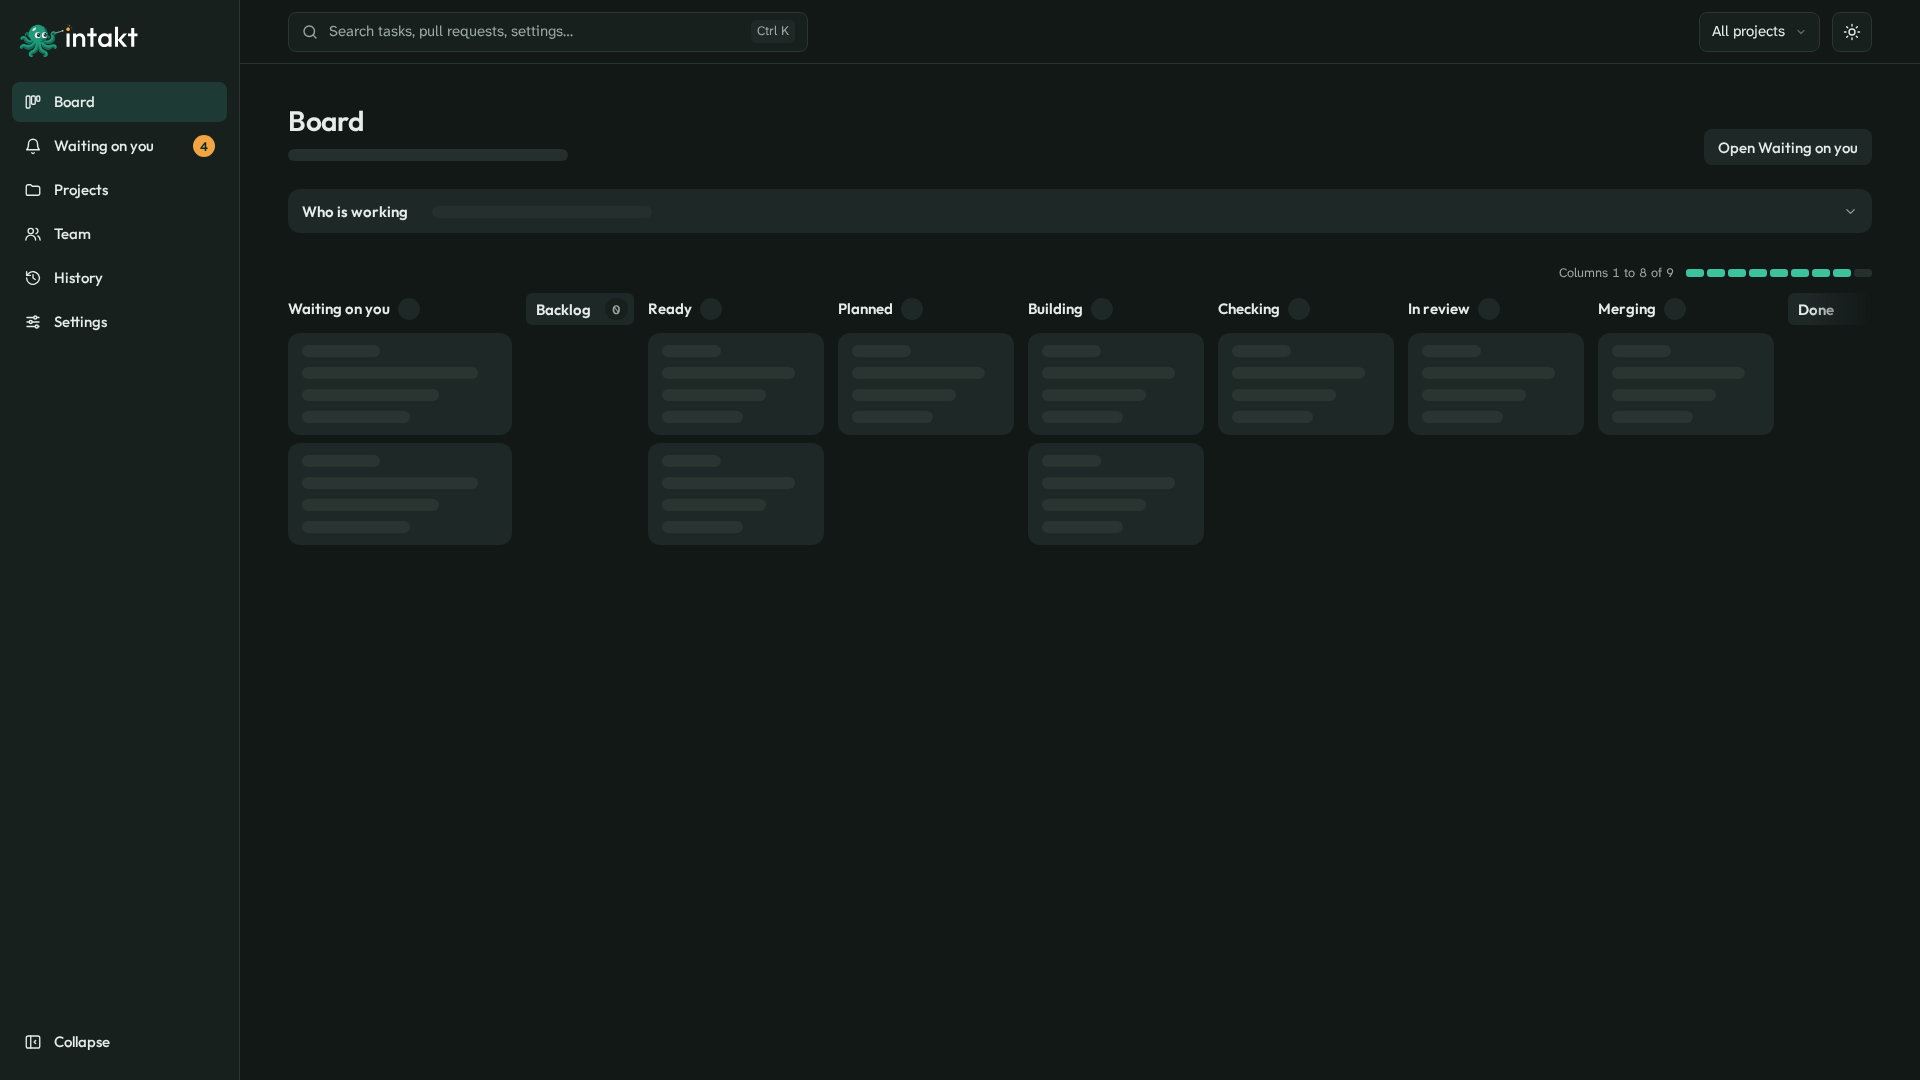 intakt
Search tasks, pull requests, settings...
Ctrl K
All projects
Board
Waiting on you
4
Projects
Team
History
Settings
Collapse
Board
Open Waiting on you
Who is working
Columns 1 to 8 of 9
Waiting on you
Backlog 0
Ready
Planned
Building
Checking
In review
Merging
Done